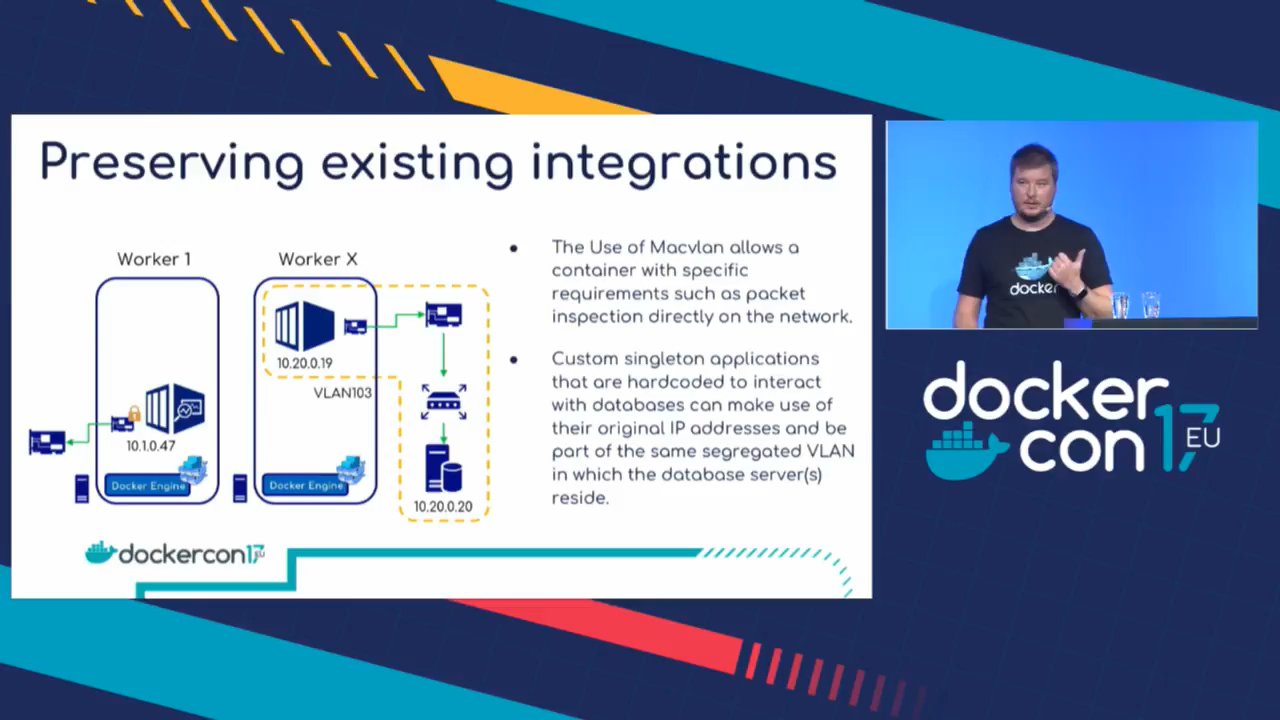 Preserving existing integrations
Worker 1
Worker X
10.20.0.19
VLAN103
10.1.0.47
Docker Engine
Docker Engine
10.20.0.20
• The Use of Macvlan allows a
container with specific
requirements such as packet
inspection directly on the network.
• Custom singleton applications
that are hardcoded to interact
with databases can make use of
their original IP addresses and be
part of the same segregated VLAN
in which the database server(s)
reside.
dockercon17 EU
docker
docker
con 17 EU